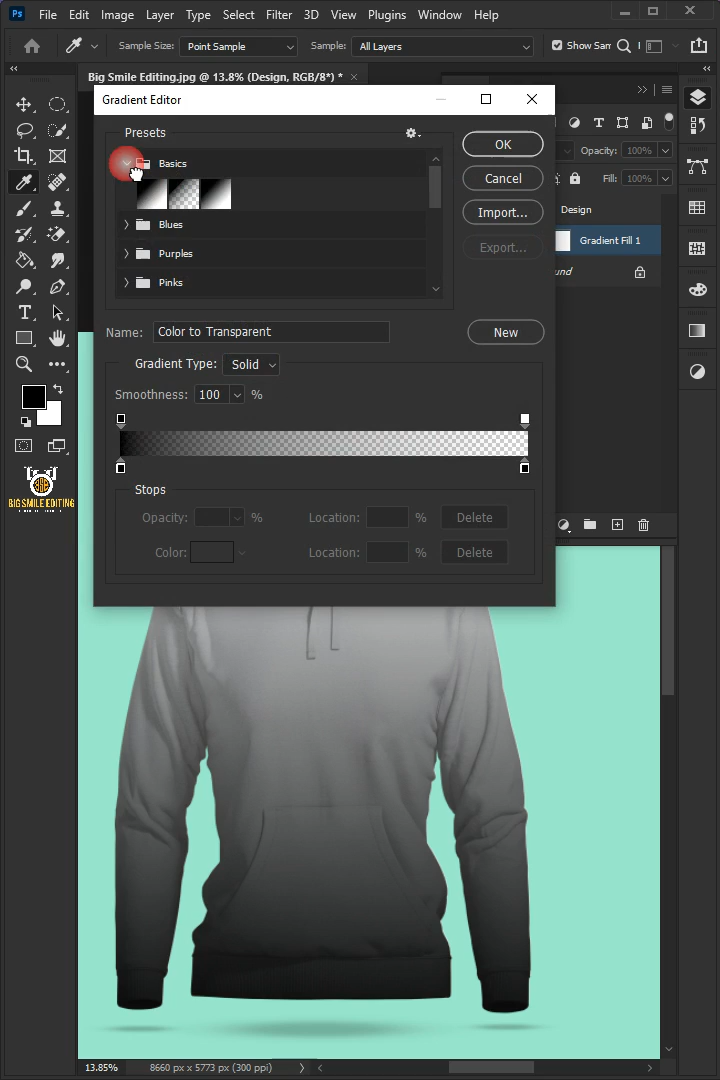 Ps File Edit Image Layer Type Select Filter 3D View Plugins Window Help
Sample Size: Point Sample Sample: All Layers Show Sam
Big Smile Editing.jpg @ 13.8% (Design, RGB/8*) *
Gradient Editor
Presets
Basics
Blues
Purples
Pinks
OK
Cancel
Import...
Export...
Name: Color to Transparent
New
Gradient Type: Solid
Smoothness: 100 %
Stops
Opacity: % Location: % Delete
Color: Location: % Delete
Opacity: 100%
Fill: 100%
Design
Gradient Fill 1
und
BIG SMILE EDITING
13.85% 8660 px x 5773 px (300 ppi)